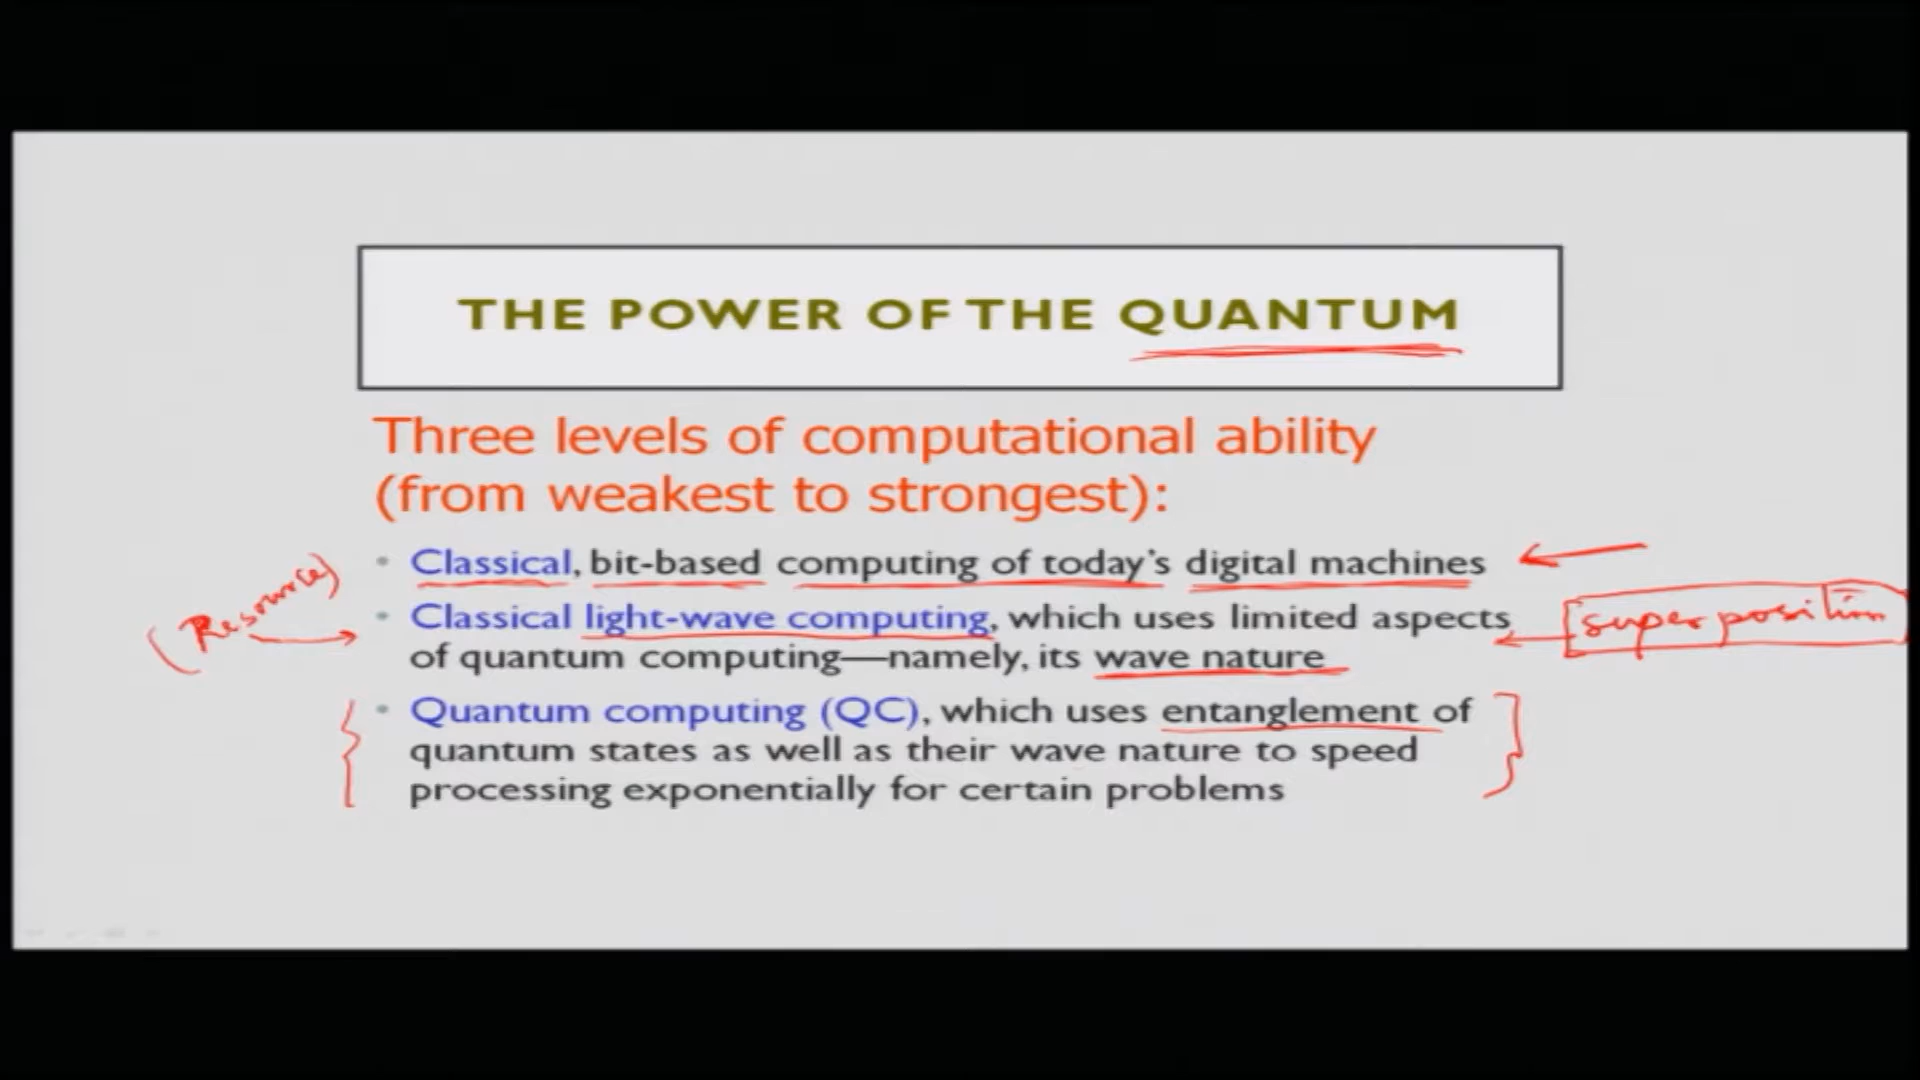 THE POWER OF THE QUANTUM
Three levels of computational ability
(from weakest to strongest):
• Classical, bit-based computing of today's digital machines
(Resource)
• Classical light-wave computing, which uses limited aspects
superposition
of quantum computing—namely, its wave nature
• Quantum computing (QC), which uses entanglement of
quantum states as well as their wave nature to speed
processing exponentially for certain problems